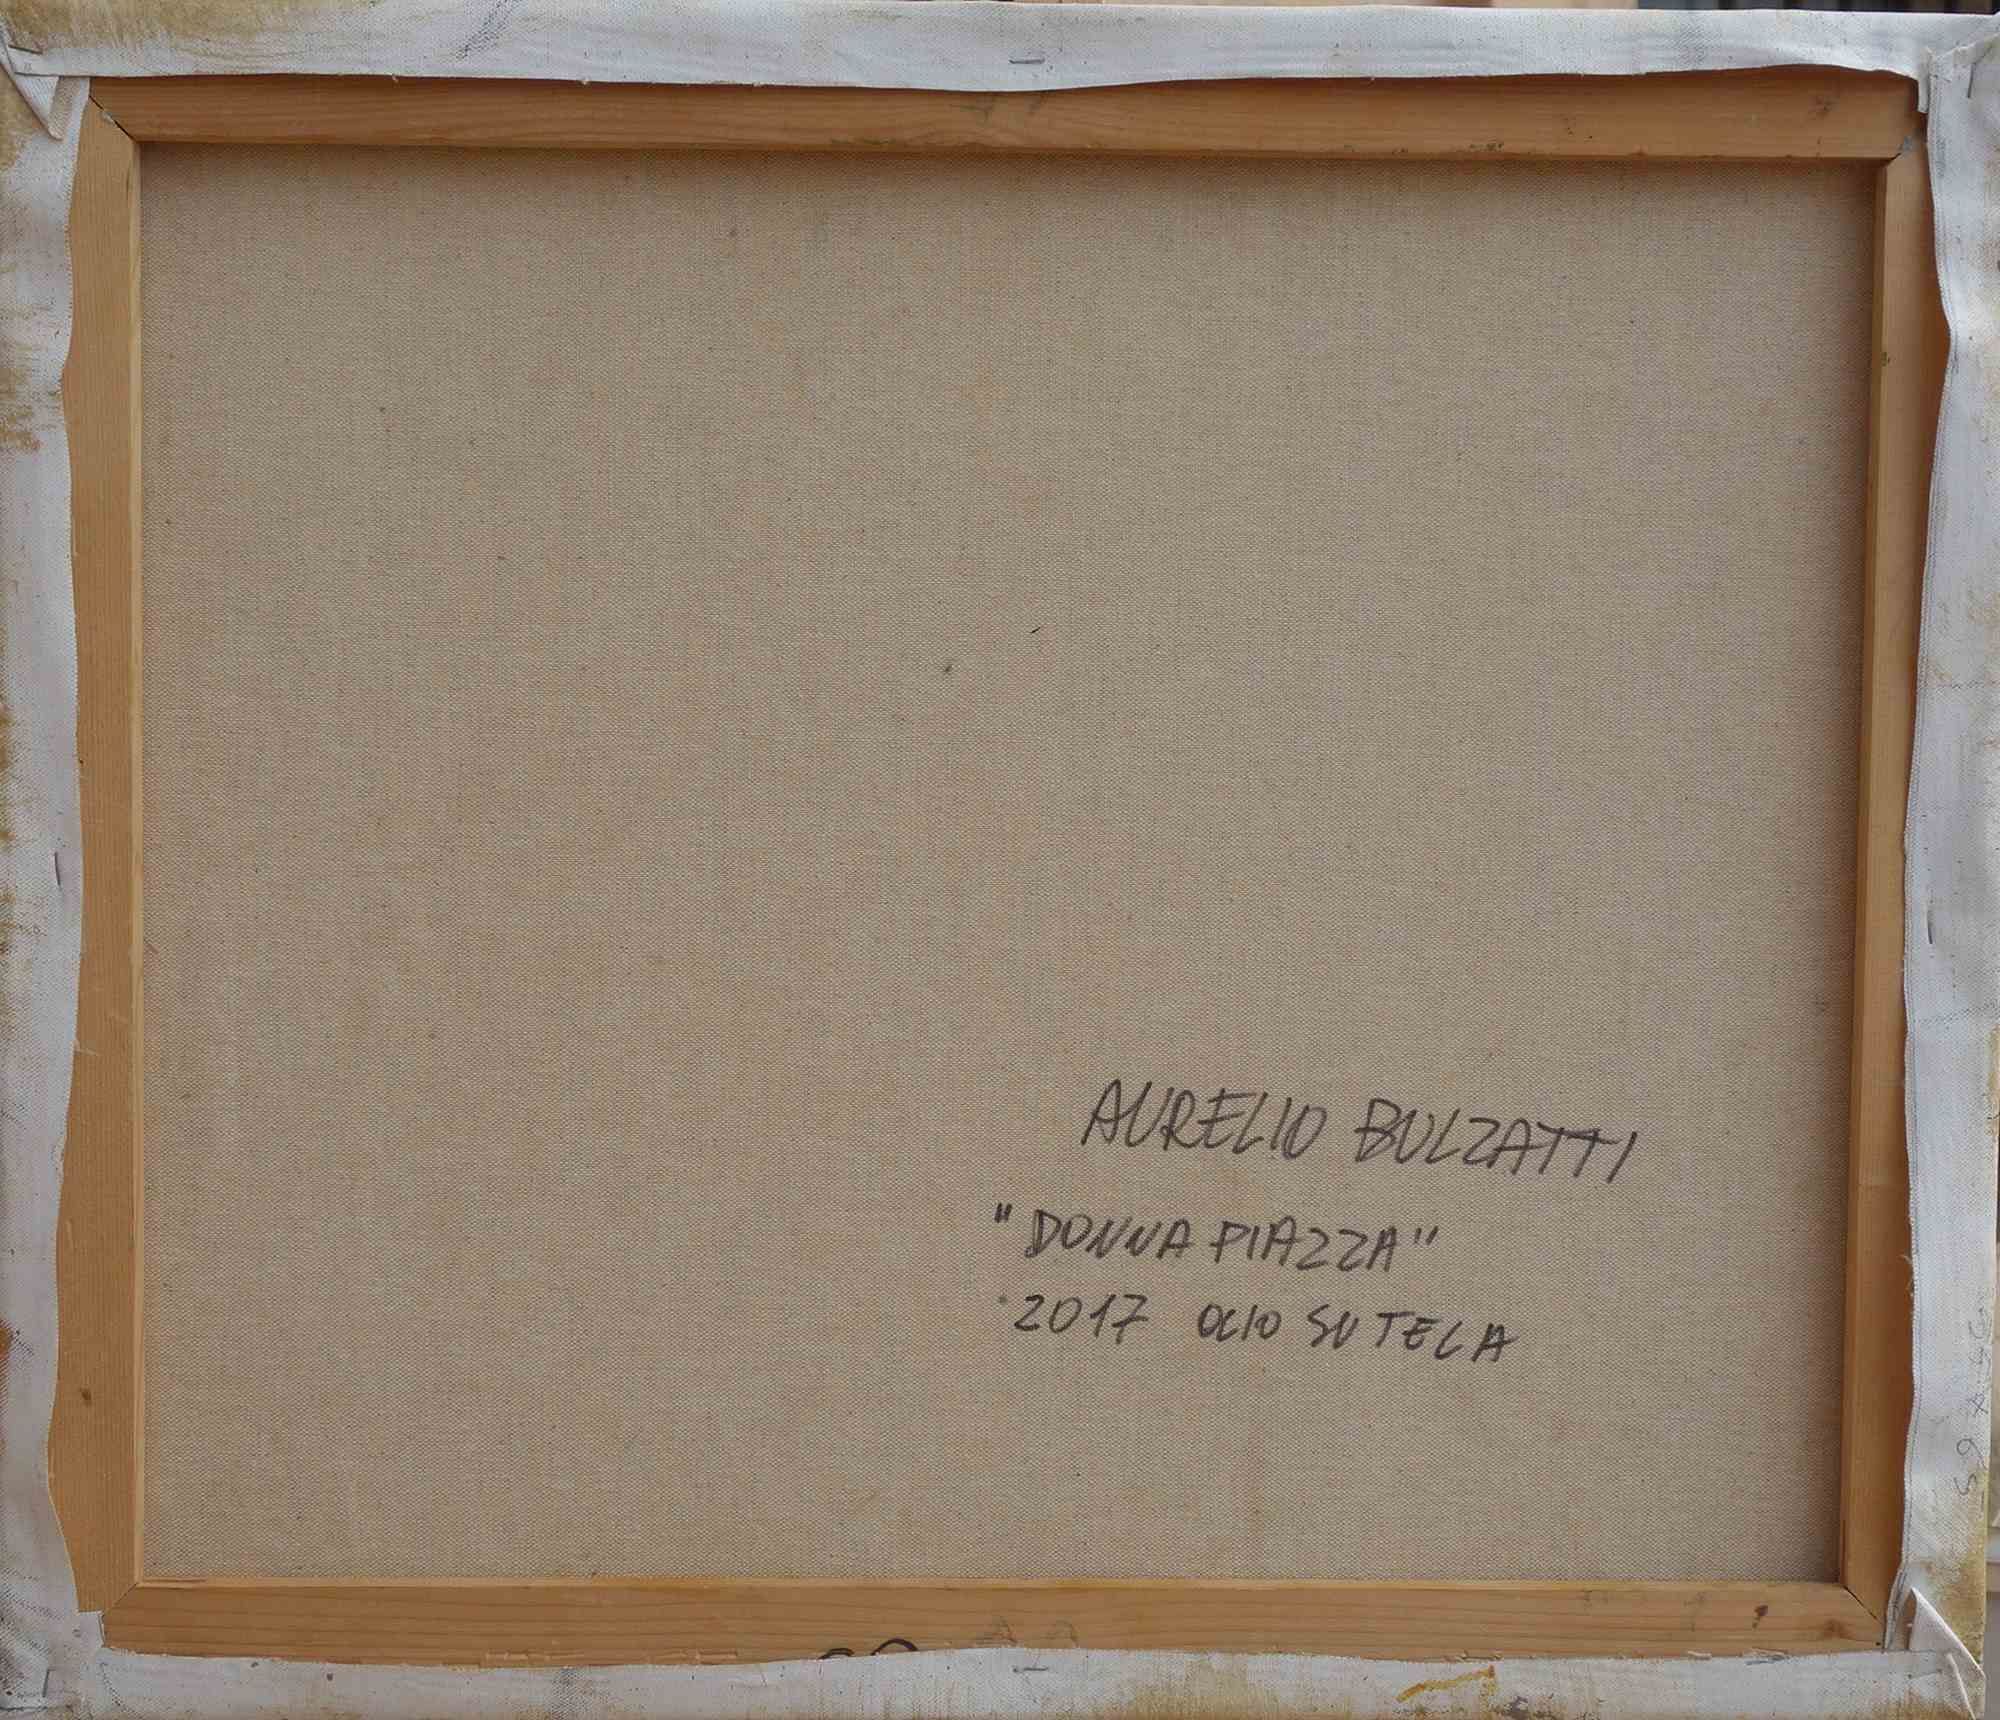 AURELIO BULZATTI
"DONNA PIAZZA"
2017 OLIO SU TELA